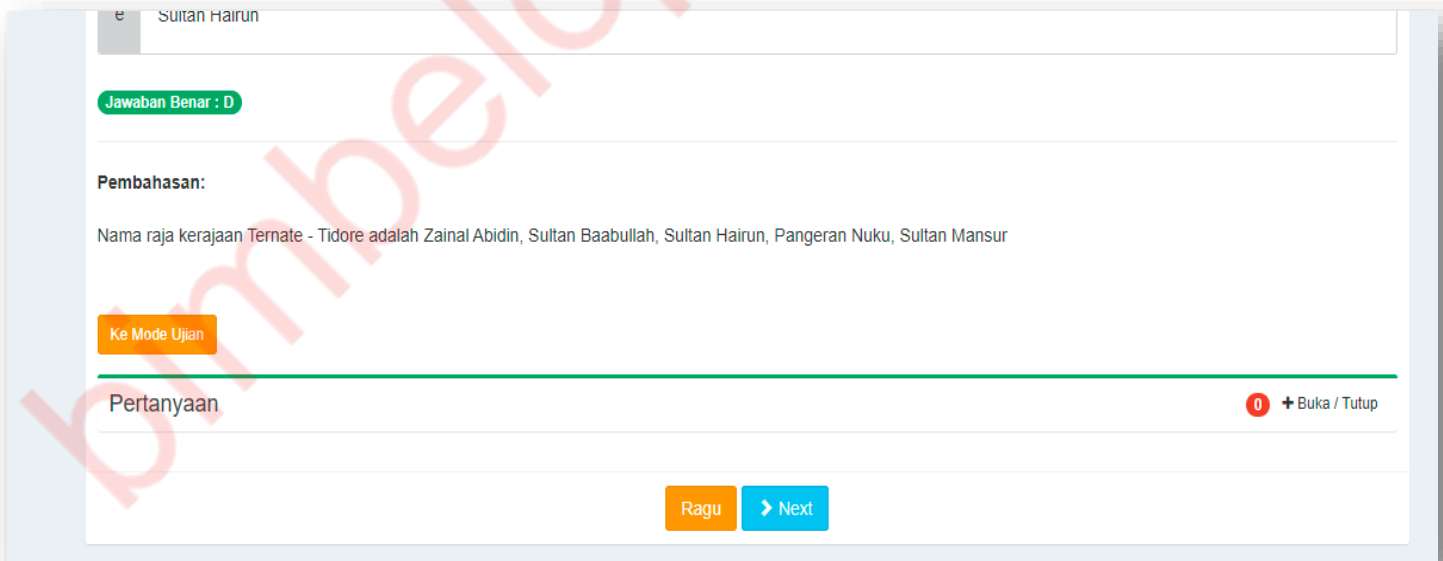 e Sultan Hairun
Jawaban Benar : D
Pembahasan:
Nama raja kerajaan Ternate - Tidore adalah Zainal Abidin, Sultan Baabullah, Sultan Hairun, Pangeran Nuku, Sultan Mansur
Ke Mode Ujian
Pertanyaan 0 + Buka / Tutup
Ragu Next
bimbelo